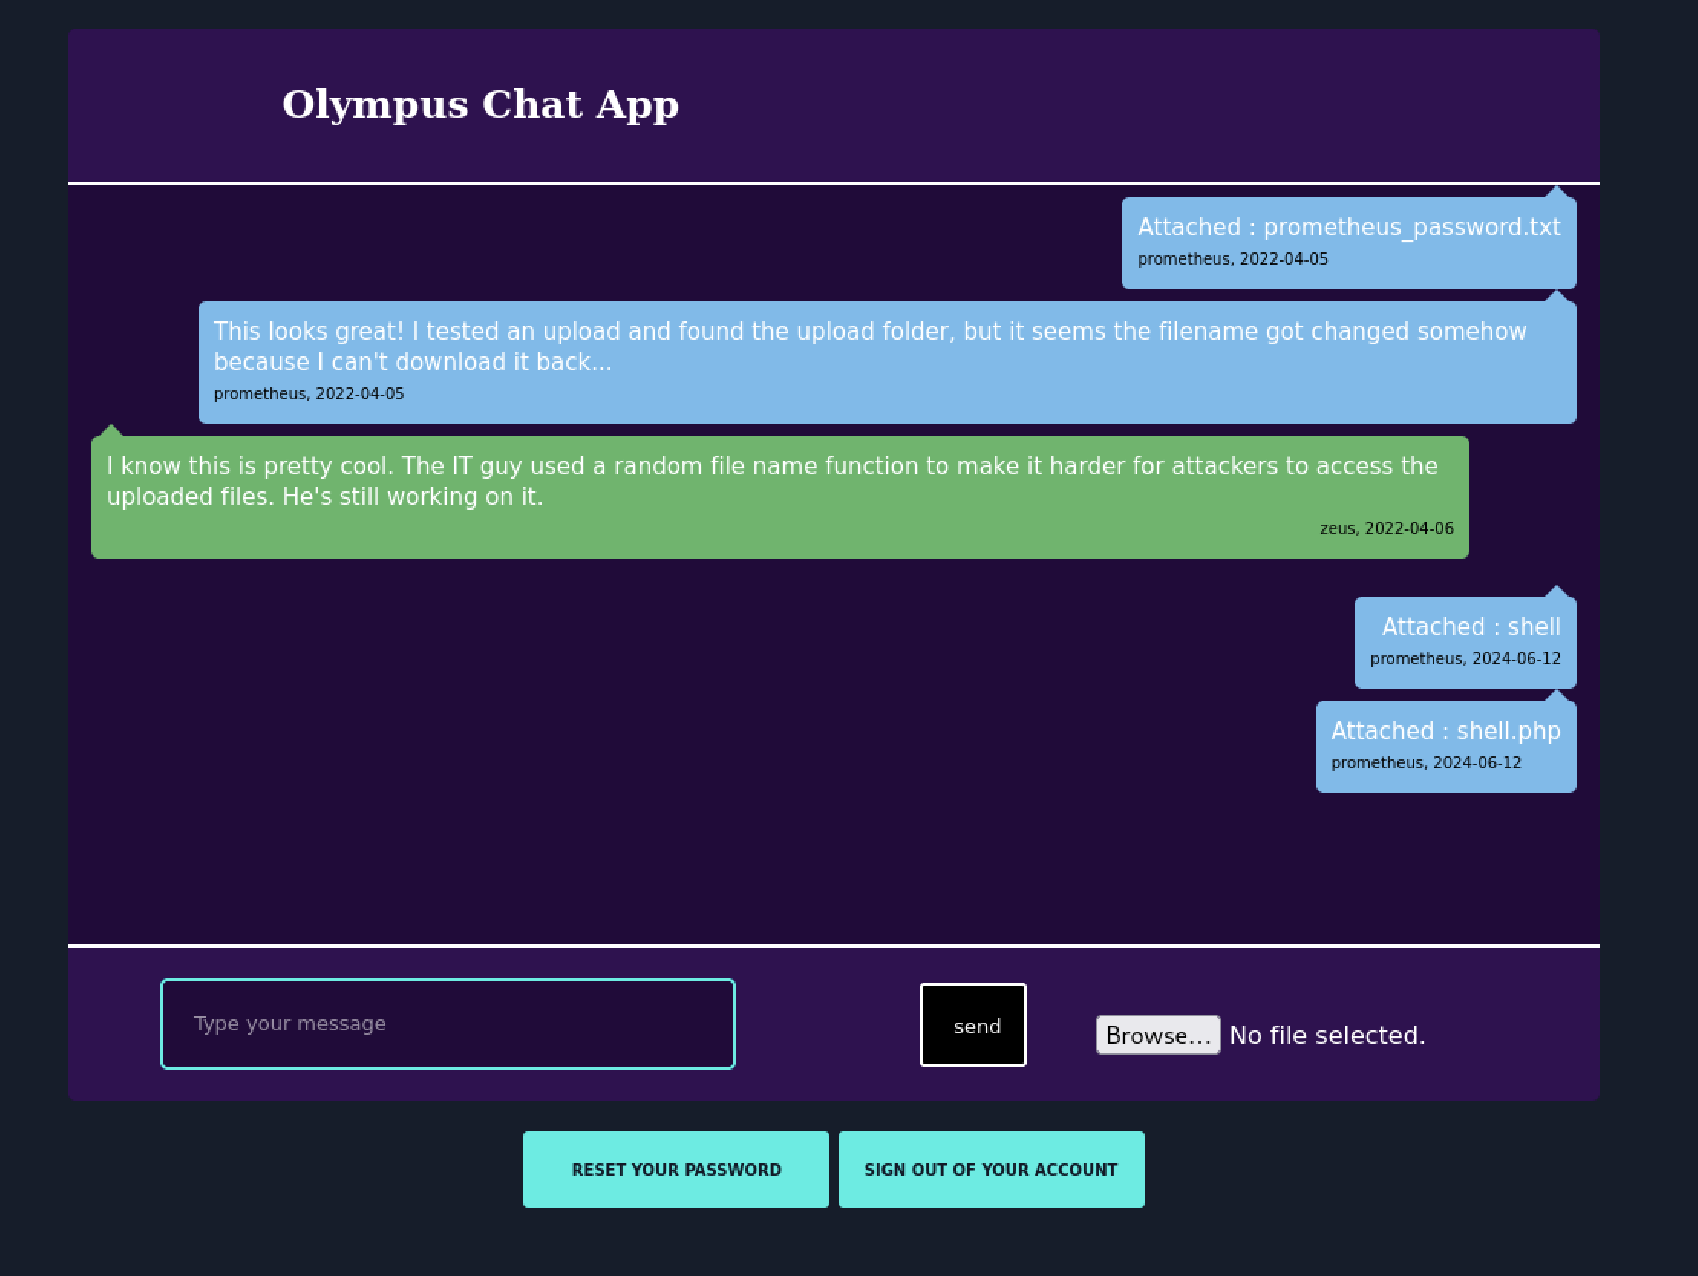 Olympus Chat App
Attached : prometheus_password.txt
prometheus, 2022-04-05
This looks great! I tested an upload and found the upload folder, but it seems the filename got changed somehow
because I can't download it back...
prometheus, 2022-04-05
I know this is pretty cool. The IT guy used a random file name function to make it harder for attackers to access the
uploaded files. He's still working on it.
zeus, 2022-04-06
Attached : shell
prometheus, 2024-06-12
Attached : shell.php
prometheus, 2024-06-12
Type your message
send
Browse... No file selected.
RESET YOUR PASSWORD
SIGN OUT OF YOUR ACCOUNT